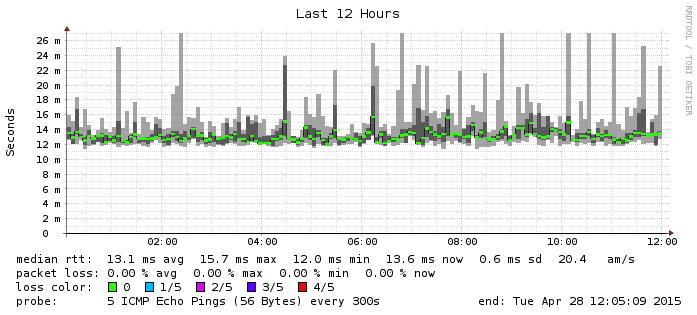 Last 12 Hours
RRDTOOL / TOBI OETIKER
Seconds
26 m
24 m
22 m
20 m
18 m
16 m
14 m
12 m
10 m
8 m
6 m
4 m
2 m
0
02:00 04:00 06:00 08:00 10:00 12:00
median rtt: 13.1 ms avg 15.7 ms max 12.0 ms min 13.6 ms now 0.6 ms sd 20.4 am/s
packet loss: 0.00 % avg 0.00 % max 0.00 % min 0.00 % now
loss color: 0 1/5 2/5 3/5 4/5
probe: 5 ICMP Echo Pings (56 Bytes) every 300s end: Tue Apr 28 12:05:09 2015